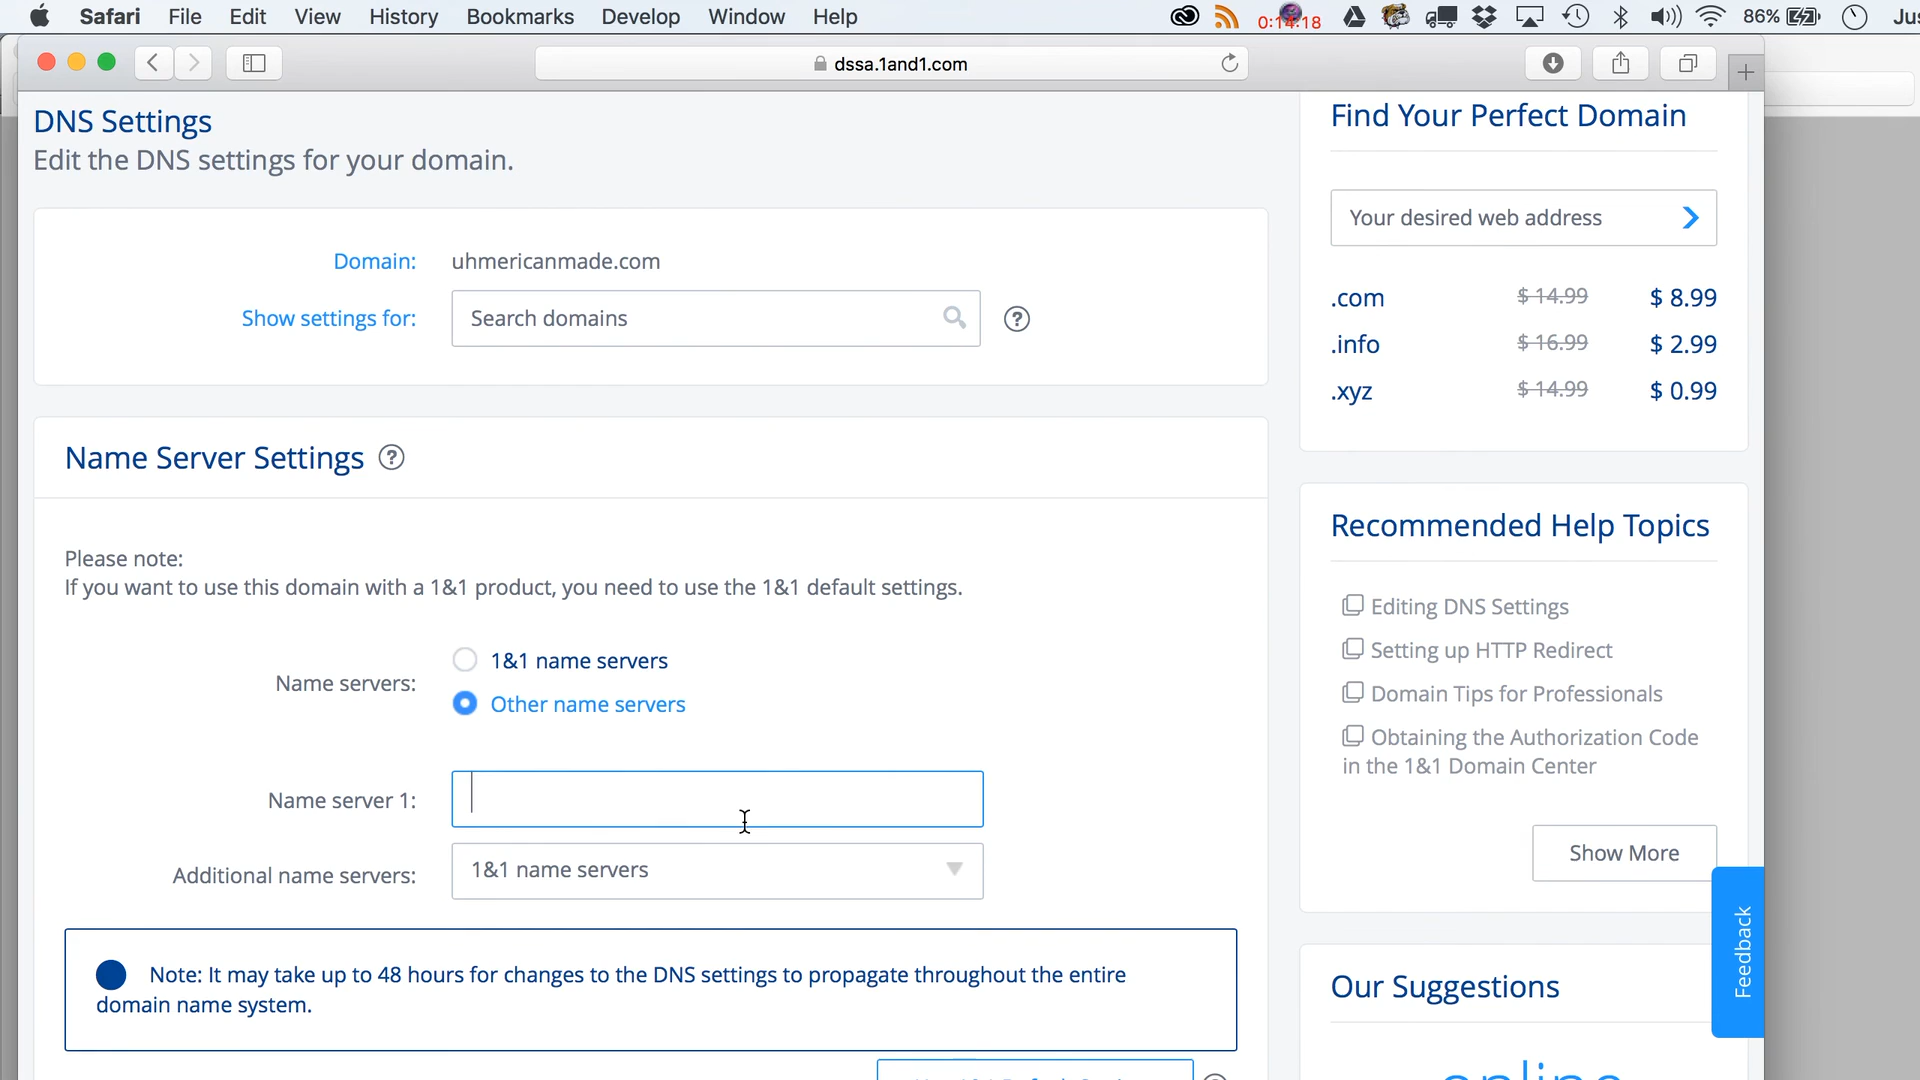 Safari File Edit View History Bookmarks Develop Window Help 0:14:18 86%
dssa.1and1.com
DNS Settings
Edit the DNS settings for your domain.
Domain: uhmericanmade.com
Show settings for: Search domains ?
Name Server Settings ?
Please note:
If you want to use this domain with a 1&1 product, you need to use the 1&1 default settings.
Name servers:
1&1 name servers
Other name servers
Name server 1:
Additional name servers: 1&1 name servers
Note: It may take up to 48 hours for changes to the DNS settings to propagate throughout the entire
domain name system.
Find Your Perfect Domain
Your desired web address
.com $ 14.99 $ 8.99
.info $ 16.99 $ 2.99
.xyz $ 14.99 $ 0.99
Recommended Help Topics
Editing DNS Settings
Setting up HTTP Redirect
Domain Tips for Professionals
Obtaining the Authorization Code
in the 1&1 Domain Center
Show More
Feedback
Our Suggestions